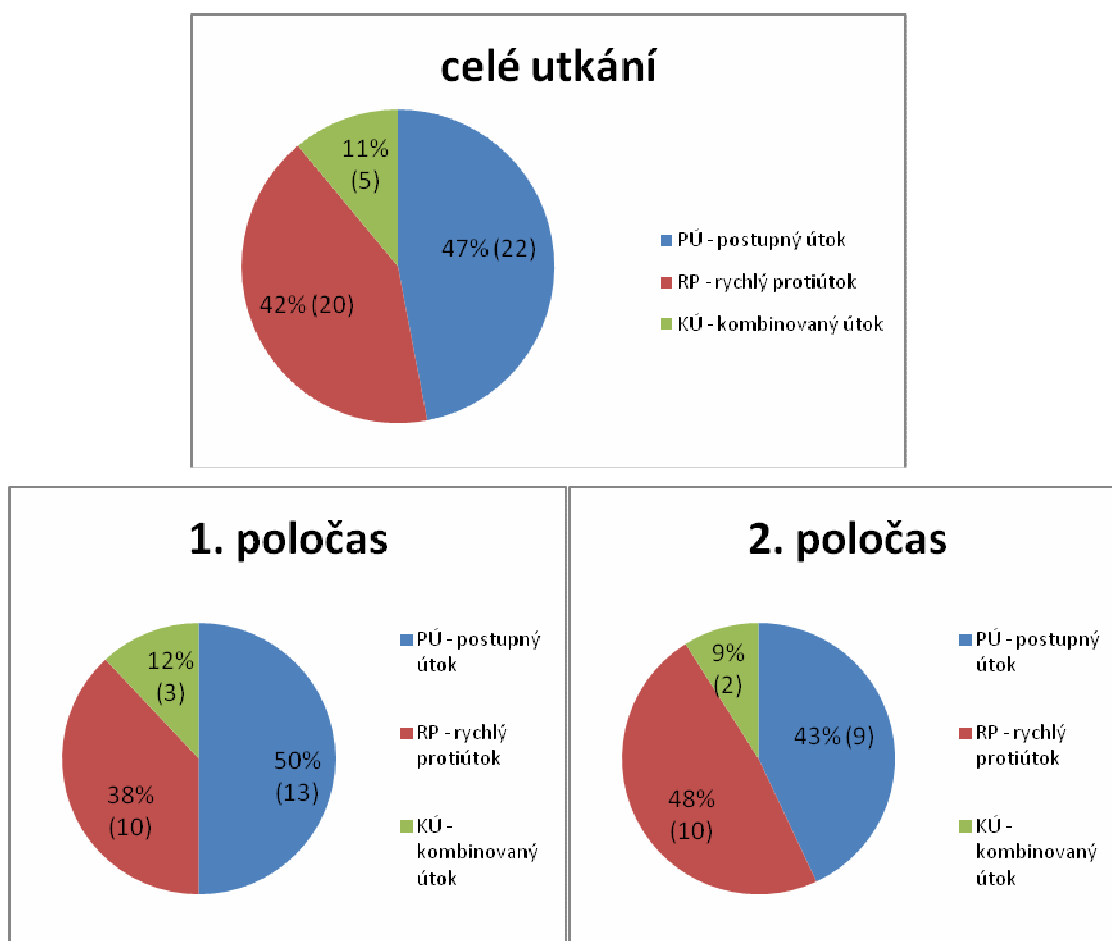 celé utkání
11%
(5)
47% (22)
42% (20)
PÚ - postupný útok
RP - rychlý protiútok
KÚ - kombinovaný útok
1. poločas
12%
(3)
50%
(13)
38%
(10)
PÚ - postupný
útok
RP - rychlý
protiútok
KÚ -
kombinovaný
útok
2. poločas
9%
(2)
43% (9)
48%
(10)
PÚ - postupný
útok
RP - rychlý
protiútok
KÚ -
kombinovaný
útok